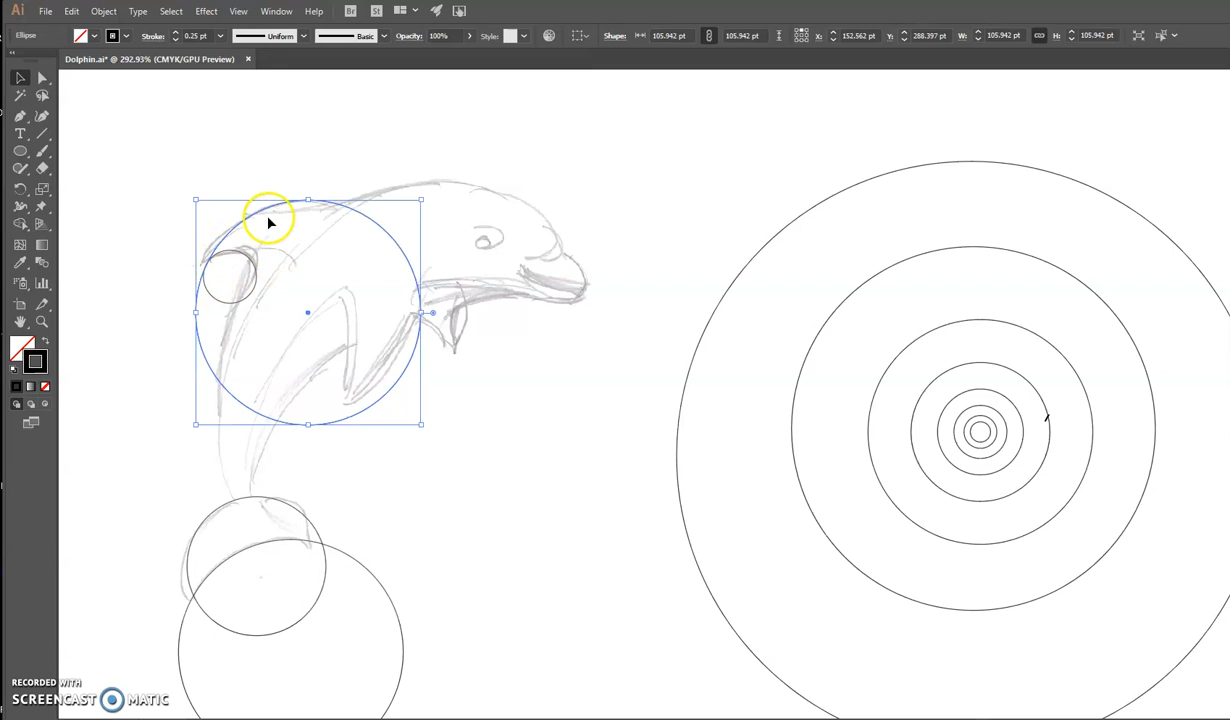 Ai File Edit Object Type Select Effect View Window Help Br St
Ellipse Stroke: 0.25 pt Uniform Basic Opacity: 100% Style: Shape: 105.942 pt 105.942 pt X: 152.562 pt Y: 288.397 pt W: 105.942 pt H: 105.942 pt
Dolphin.ai* @ 292.93% (CMYK/GPU Preview) ×
RECORDED WITH
SCREENCAST MATIC